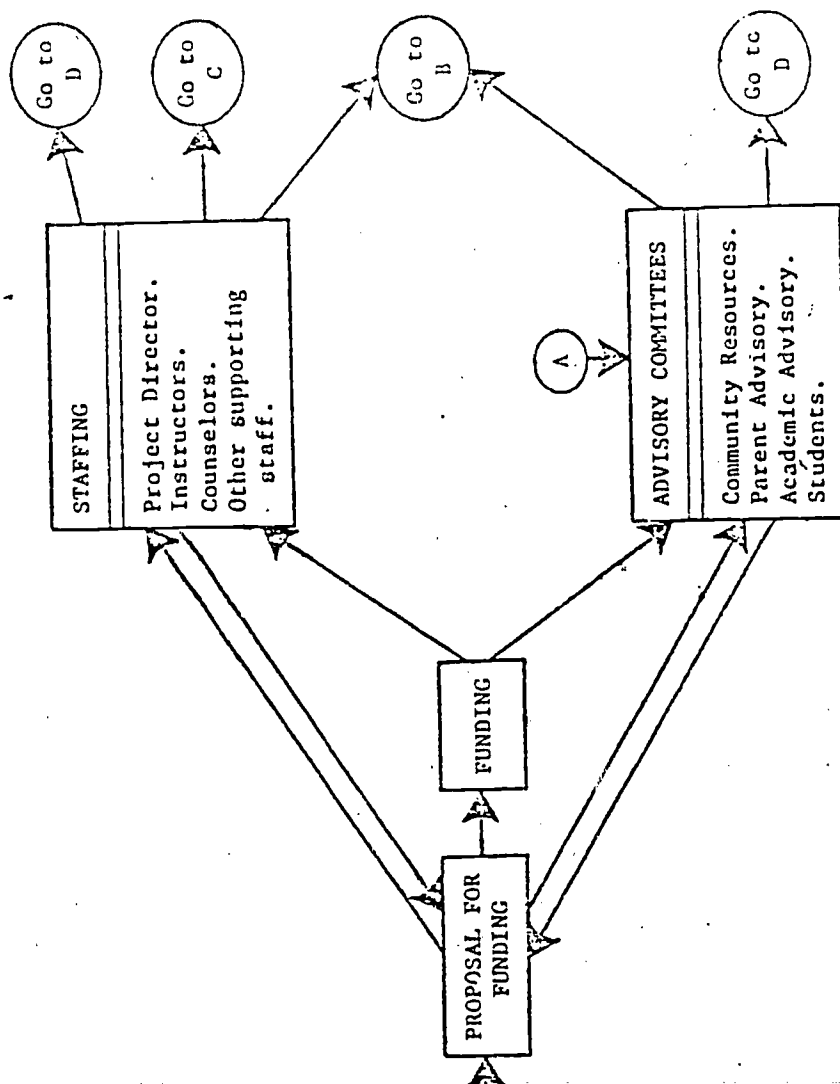 Go to
D
Go to
C
Go to
B
Go to
D
STAFFING
Project Director.
Instructors.
Counselors.
Other supporting
staff.
A
ADVISORY COMMITTEES
Community Resources.
Parent Advisory.
Academic Advisory.
Students.
FUNDING
PROPOSAL FOR
FUNDING